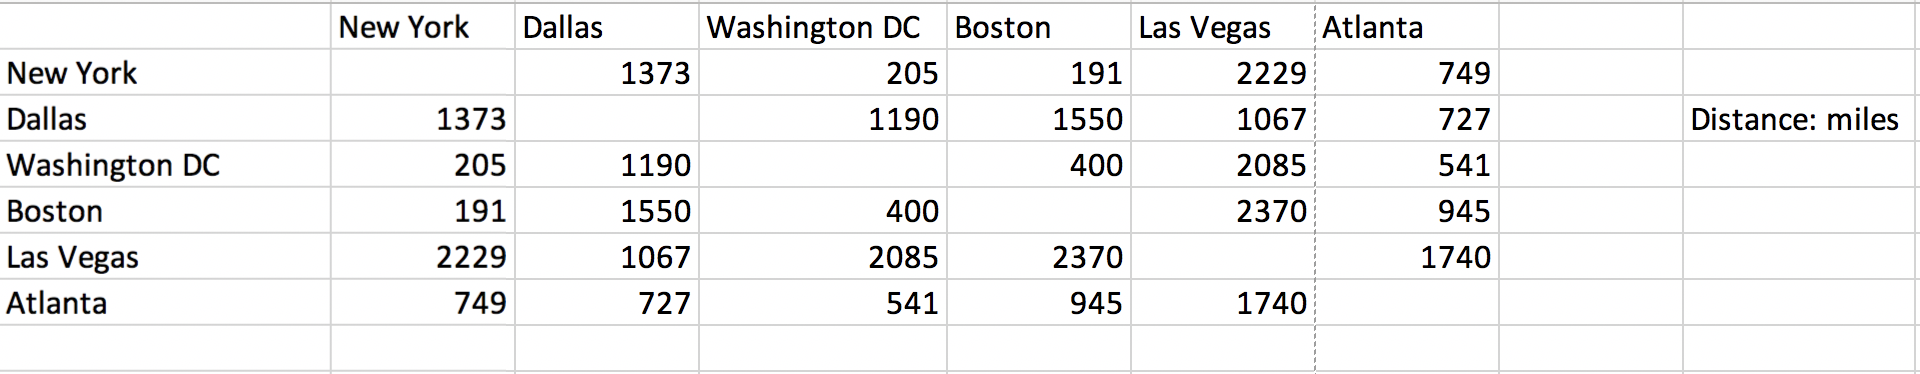 New York Dallas Washington DC Boston Las Vegas Atlanta
New York 1373 205 191 2229 749
Dallas 1373 1190 1550 1067 727 Distance: miles
Washington DC 205 1190 400 2085 541
Boston 191 1550 400 2370 945
Las Vegas 2229 1067 2085 2370 1740
Atlanta 749 727 541 945 1740